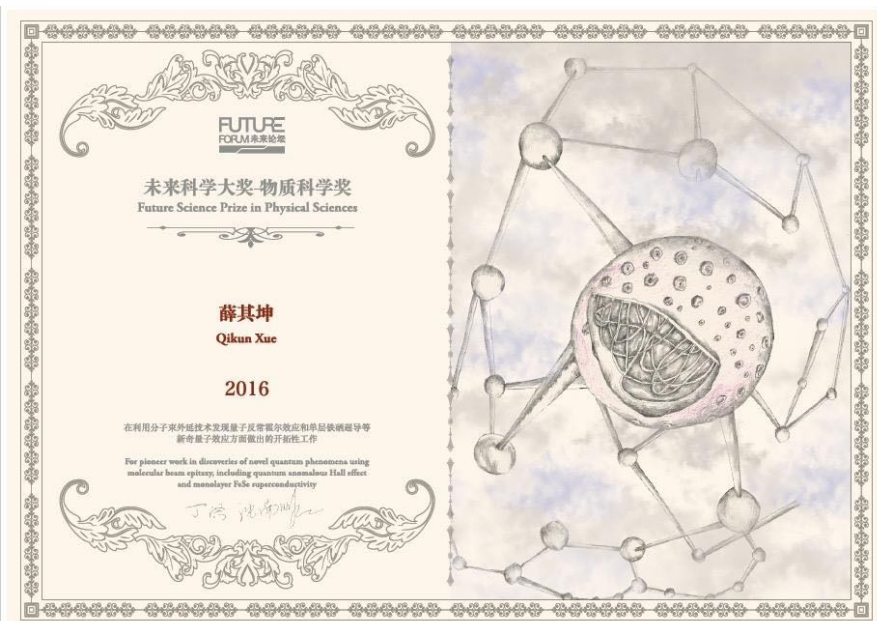 FUTURE
FORUM未来论坛
未来科学大奖-物质科学奖
Future Science Prize in Physical Sciences
薛其坤
Qikun Xue
2016
在利用分子束外延技术发现量子反常霍尔效应和单层铁硒超导等
新奇量子效应方面做出的开拓性工作
For pioneer work in discoveries of novel quantum phenomena using
molecular beam epitaxy, including quantum anomalous Hall effect
and monolayer FeSe superconductivity